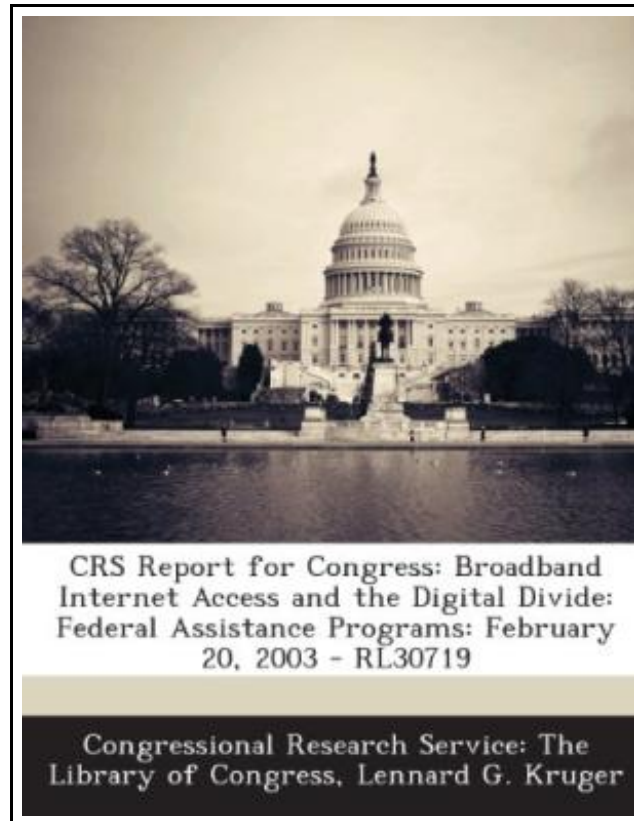 CRS Report for Congress: Broadband
Internet Access and the Digital Divide:
Federal Assistance Programs: February
20, 2003 - RL30719
Congressional Research Service: The
Library of Congress, Lennard G. Kruger